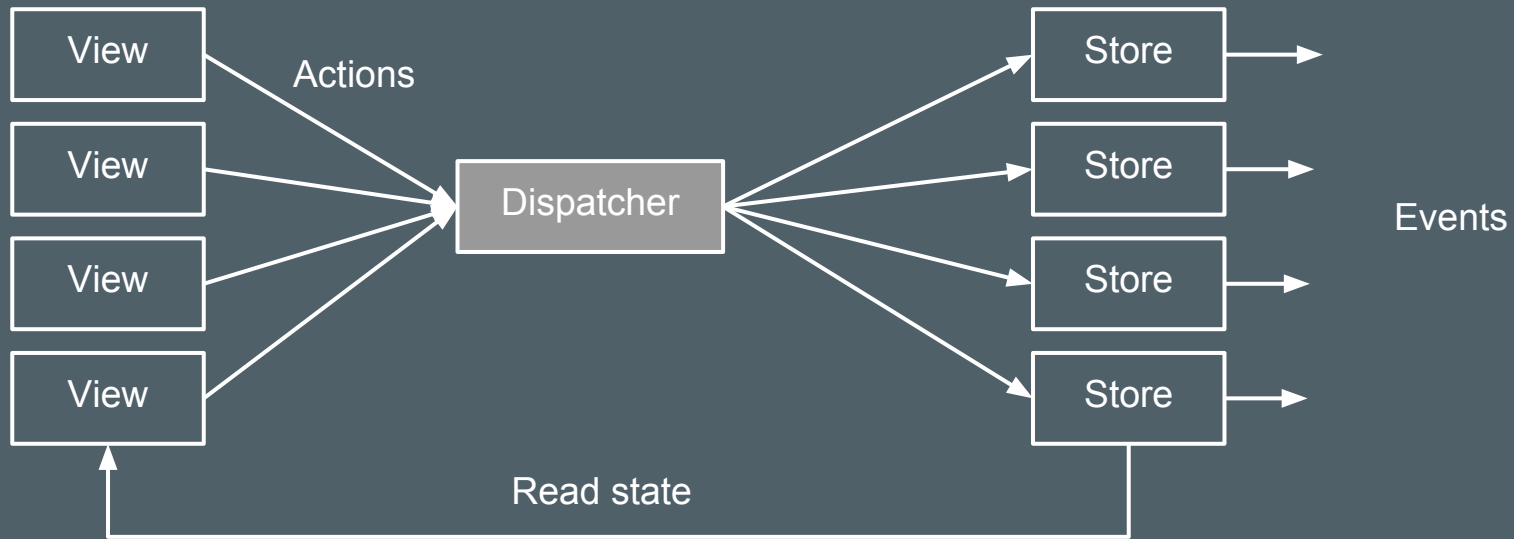 View
Actions
Store
View
Store
Dispatcher
Events
View
Store
View
Store
Read state